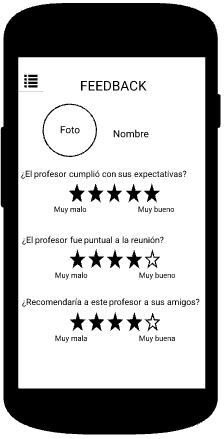 FEEDBACK
Foto
Nombre
¿El profesor cumplió con sus expectativas?
Muy malo Muy bueno
¿El profesor fue puntual a la reunión?
Muy malo Muy bueno
¿Recomendaría a este profesor a sus amigos?
Muy mala Muy buena